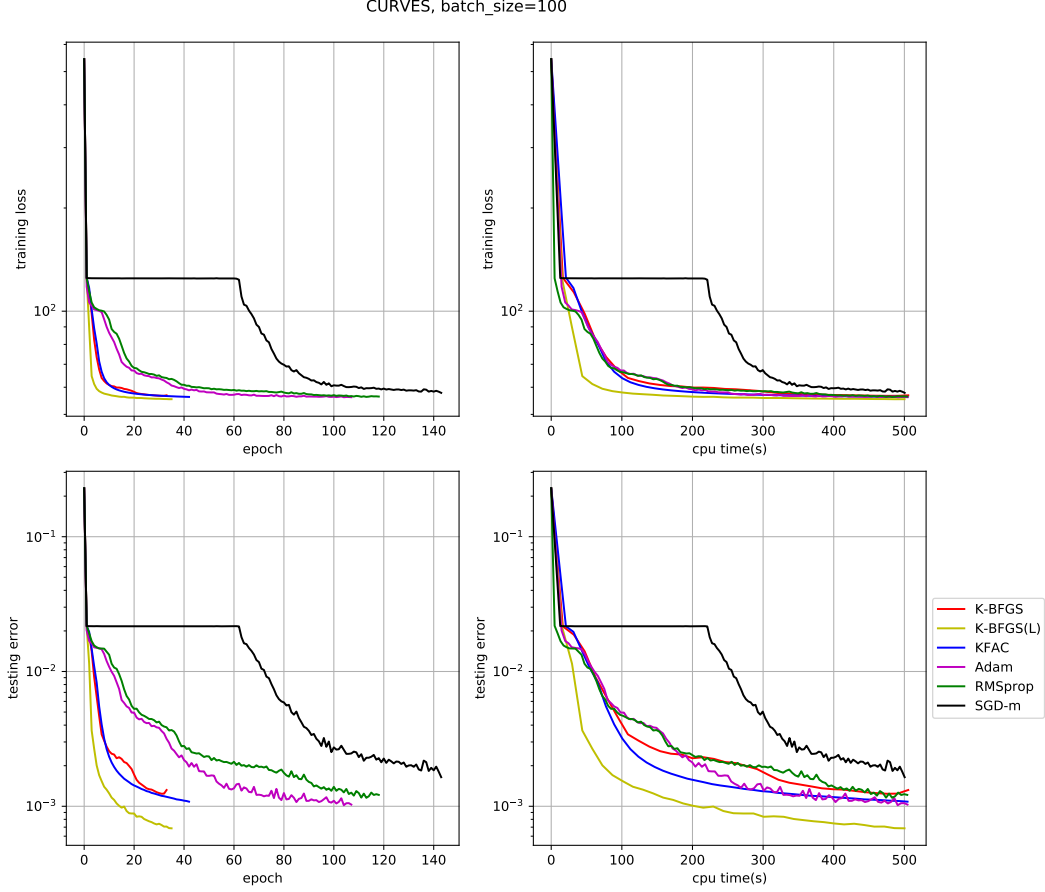 CURVES, batch_size=100
training loss
10²
0 20 40 60 80 100 120 140
epoch
training loss
10²
0 100 200 300 400 500
cpu time(s)
testing error
10⁻¹
10⁻²
10⁻³
0 20 40 60 80 100 120 140
epoch
testing error
10⁻¹
10⁻²
10⁻³
0 100 200 300 400 500
cpu time(s)
K-BFGS
K-BFGS(L)
KFAC
Adam
RMSprop
SGD-m